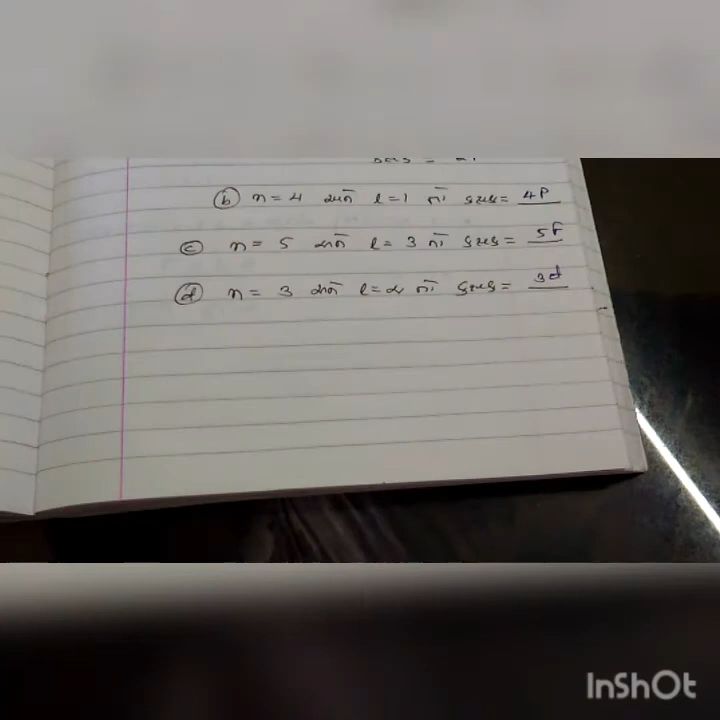 (b) n = 4 અને l = 1 ના કક્ષક = 4P
(c) n = 5 અને l = 3 ના કક્ષક = 5f
(d) n = 3 અને l = 2 ના કક્ષક = 3d
InShOt